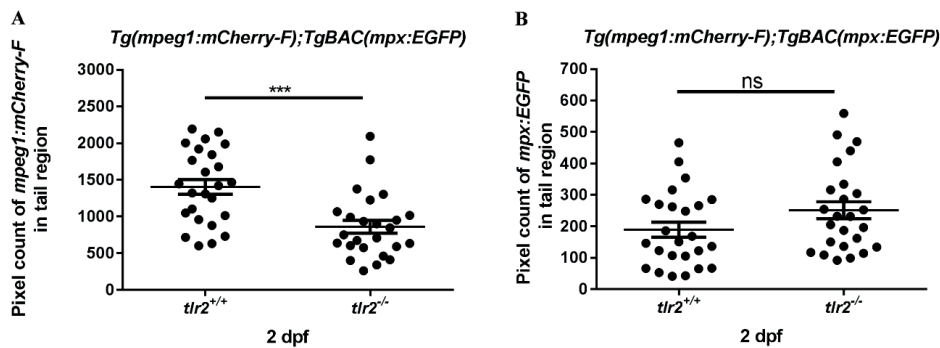 A
Tg(mpeg1:mCherry-F);TgBAC(mpx:EGFP)
Pixel count of mpeg1:mCherry-F
in tail region
3000
2500
2000
1500
1000
500
0
***
tlr2+/+
tlr2-/-
2 dpf
B
Tg(mpeg1:mCherry-F);TgBAC(mpx:EGFP)
Pixel count of mpx:EGFP
in tail region
700
600
500
400
300
200
100
0
ns
tlr2+/+
tlr2-/-
2 dpf